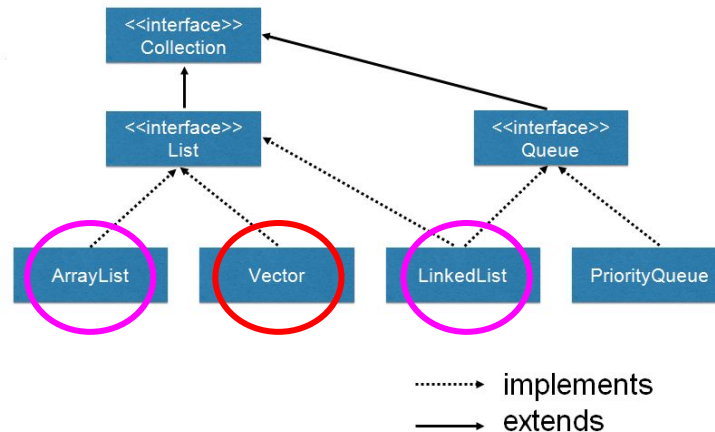 <<interface>>
Collection
<<interface>>
List
<<interface>>
Queue
ArrayList
Vector
LinkedList
PriorityQueue
implements
extends